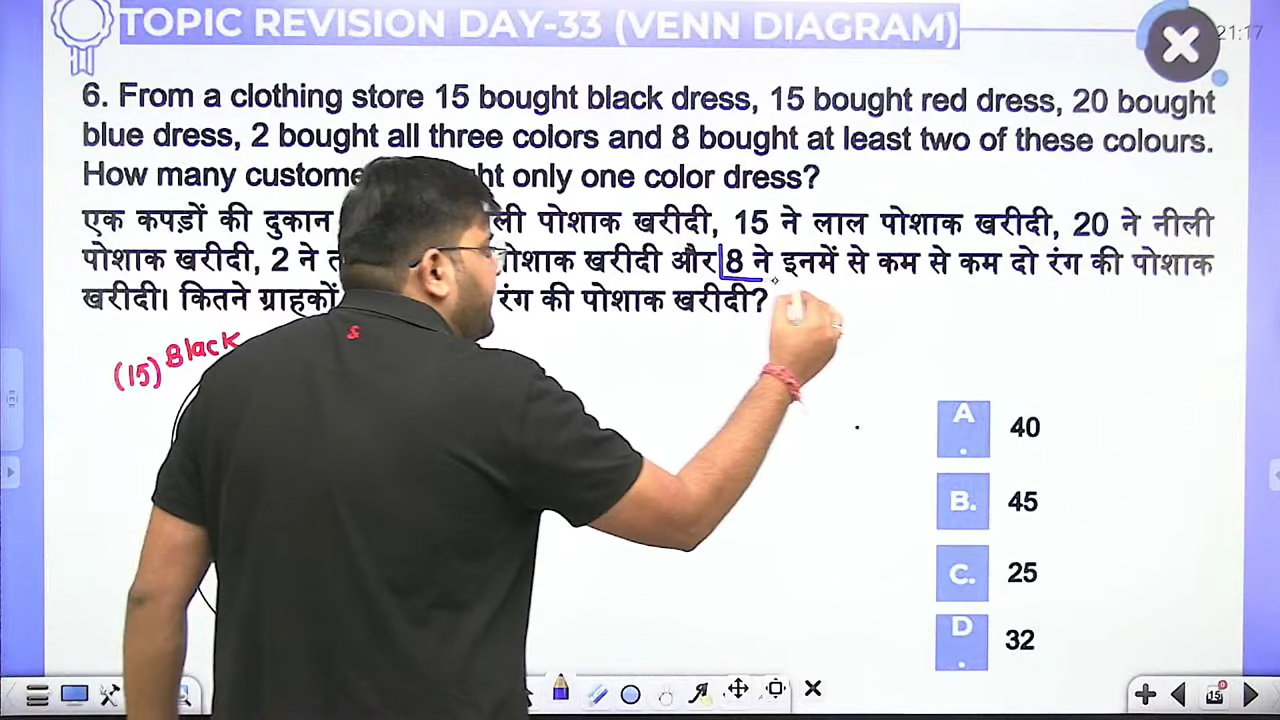 TOPIC REVISION DAY-33 (VENN DIAGRAM)
21:17
6. From a clothing store 15 bought black dress, 15 bought red dress, 20 bought
blue dress, 2 bought all three colors and 8 bought at least two of these colours.
How many custome ht only one color dress?
एक कपड़ों की दुकान ली पोशाक खरीदी, 15 ने लाल पोशाक खरीदी, 20 ने नीली
पोशाक खरीदी, 2 ने पोशाक खरीदी और 8 ने इनमें से कम से कम दो रंग की पोशाक
खरीदी। कितने ग्राहकों रंग की पोशाक खरीदी?
(15) Black
A. 40
B. 45
C. 25
D. 32
15